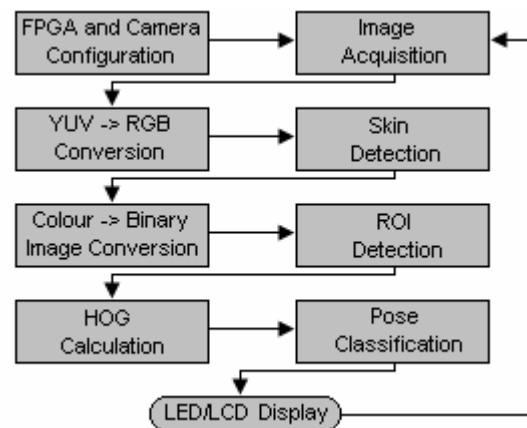 FPGA and Camera
Configuration
Image
Acquisition
YUV -> RGB
Conversion
Skin
Detection
Colour -> Binary
Image Conversion
ROI
Detection
HOG
Calculation
Pose
Classification
LED/LCD Display